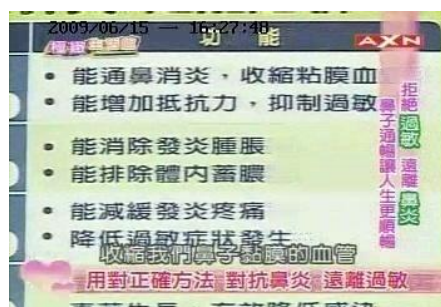 2009/06/15 — 16:27:48
功能
AXN
• 能通鼻消炎，收縮粘膜血
• 能增加抵抗力，抑制過敏
• 能消除發炎腫脹
• 能排除體內蓄膿
• 能減緩發炎疼痛
• 降低過敏症狀發生
拒絕過敏 遠離鼻炎
鼻子通暢讓人生更順暢
收縮我們鼻子黏膜的血管
用對正確方法 對抗鼻炎 遠離過敏